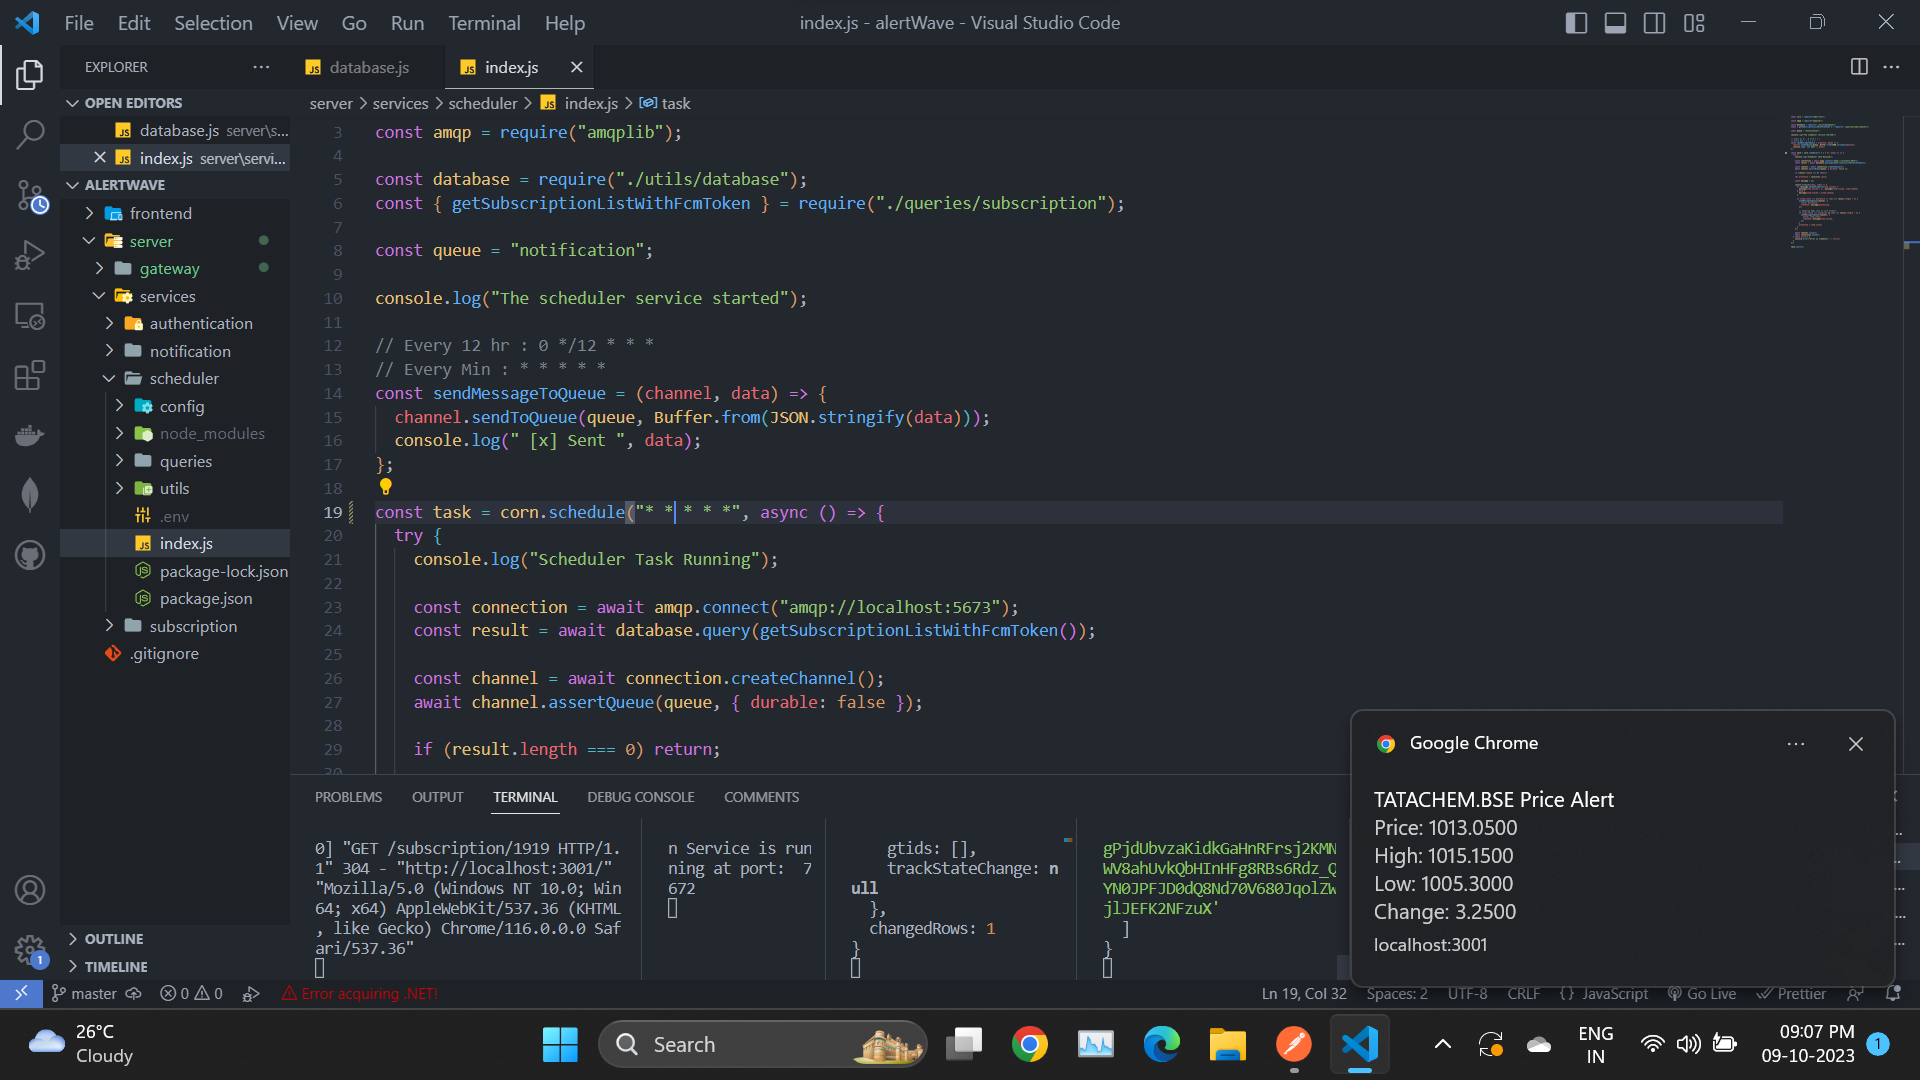 File Edit Selection View Go Run Terminal Help
index.js - alertWave - Visual Studio Code
EXPLORER
OPEN EDITORS
database.js server\s...
index.js server\servi...
ALERTWAVE
frontend
server
gateway
services
authentication
notification
scheduler
config
node_modules
queries
utils
.env
index.js
package-lock.json
package.json
subscription
.gitignore
OUTLINE
TIMELINE
database.js
index.js
server > services > scheduler > index.js > task
3 const amqp = require("amqplib");
4
5 const database = require("./utils/database");
6 const { getSubscriptionListWithFcmToken } = require("./queries/subscription");
7
8 const queue = "notification";
9
10 console.log("The scheduler service started");
11
12 // Every 12 hr : 0 */12 * * *
13 // Every Min : * * * * *
14 const sendMessageToQueue = (channel, data) => {
15 channel.sendToQueue(queue, Buffer.from(JSON.stringify(data)));
16 console.log(" [x] Sent ", data);
17 };
18
19 const task = corn.schedule("* * * * *", async () => {
20 try {
21 console.log("Scheduler Task Running");
22
23 const connection = await amqp.connect("amqp://localhost:5673");
24 const result = await database.query(getSubscriptionListWithFcmToken());
25
26 const channel = await connection.createChannel();
27 await channel.assertQueue(queue, { durable: false });
28
29 if (result.length === 0) return;
30
PROBLEMS OUTPUT TERMINAL DEBUG CONSOLE COMMENTS
0] "GET /subscription/1919 HTTP/1.
1" 304 - "http://localhost:3001/"
"Mozilla/5.0 (Windows NT 10.0; Win
64; x64) AppleWebKit/537.36 (KHTML
, like Gecko) Chrome/116.0.0.0 Saf
ari/537.36"
n Service is run
ning at port: 7
672
gtids: [],
trackStateChange: n
ull
},
changedRows: 1
}
gPjdUbvzaKidkGaHnRFrsj2KMN
WV8ahUvkQbHInHFg8RBs6Rdz_Q
YN0JPFJD0dQ8Nd70V680JqolZW
jlJEFK2NFzuX'
]
}
Google Chrome
TATACHEM.BSE Price Alert
Price: 1013.0500
High: 1015.1500
Low: 1005.3000
Change: 3.2500
localhost:3001
master 0 0 Error acquiring .NET!
Ln 19, Col 32 Spaces: 2 UTF-8 CRLF {} JavaScript Go Live Prettier
1
26°C
Cloudy
Search
ENG
IN
09:07 PM
09-10-2023
1